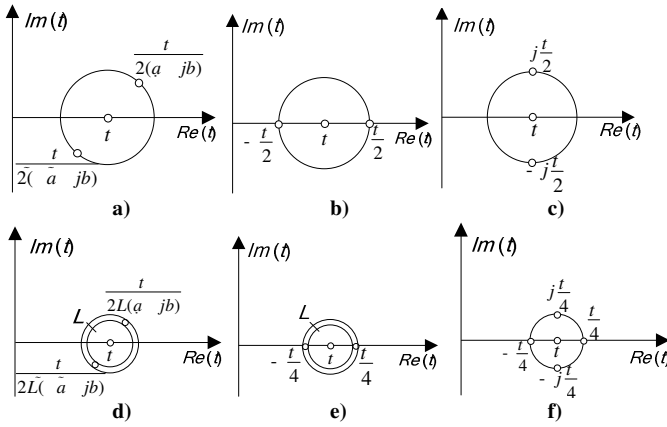 Im(t)
t
2(a jb)
t
Re(t)
t
2(a jb)
a)
Im(t)
- t
2
t
t
2
Re(t)
b)
Im(t)
j t
2
t
Re(t)
- j t
2
c)
Im(t)
t
2L(a jb)
L
t
Re(t)
t
2L(a jb)
d)
Im(t)
L
- t
4
t
t
4
Re(t)
e)
Im(t)
j t
4
t
4
- t
4
t
Re(t)
- j t
4
f)